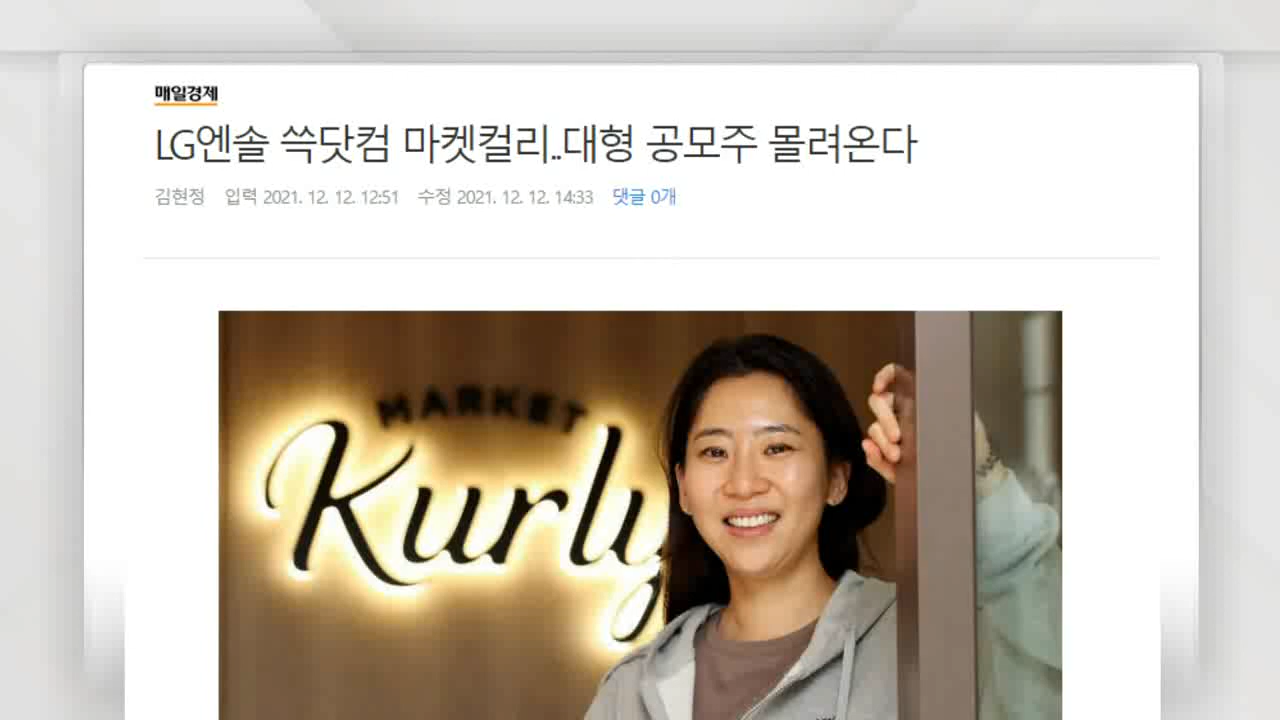 매일경제
LG엔솔 쓱닷컴 마켓컬리..대형 공모주 몰려온다
김현정 입력 2021. 12. 12. 12:51 수정 2021. 12. 12. 14:33 댓글 0개
MARKET
Kurly